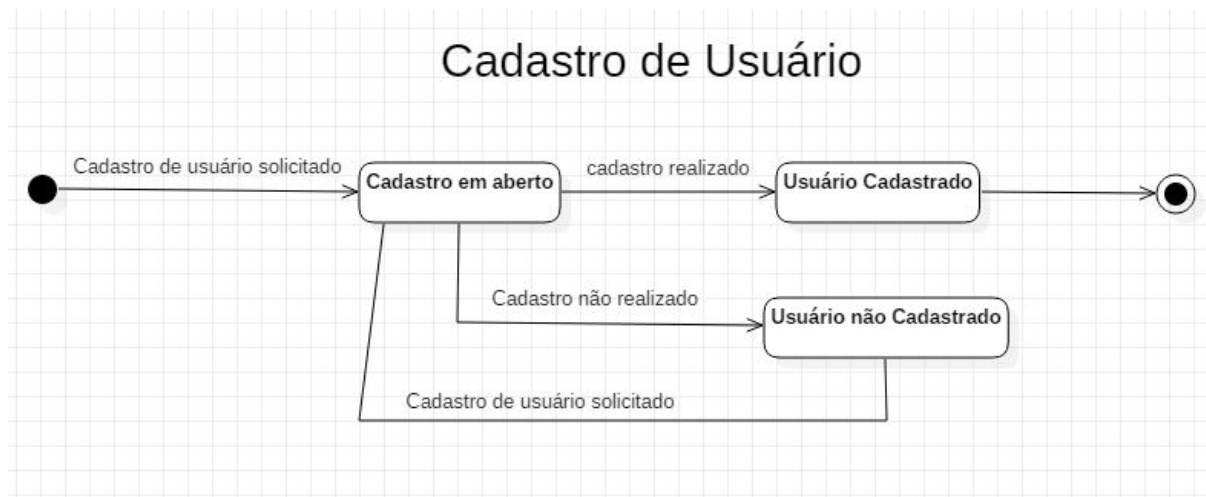 Cadastro de Usuário
Cadastro de usuário solicitado
Cadastro em aberto
cadastro realizado
Usuário Cadastrado
Cadastro não realizado
Usuário não Cadastrado
Cadastro de usuário solicitado